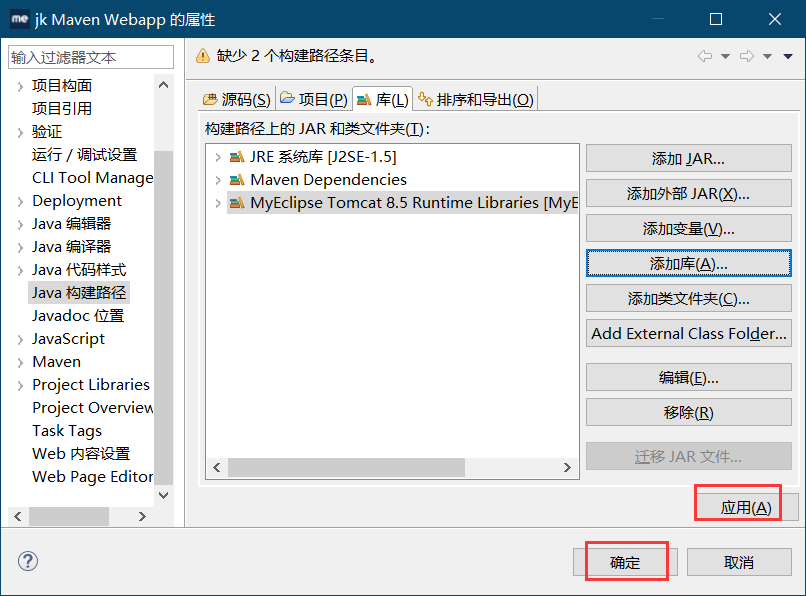 me jk Maven Webapp 的属性
输入过滤器文本
项目构面
项目引用
验证
运行 / 调试设置
CLI Tool Manage
Deployment
Java 编辑器
Java 编译器
Java 代码样式
Java 构建路径
Javadoc 位置
JavaScript
Maven
Project Libraries
Project Overview
Task Tags
Web 内容设置
Web Page Editor
缺少 2 个构建路径条目。
源码(S) 项目(P) 库(L) 排序和导出(O)
构建路径上的 JAR 和类文件夹(T):
JRE 系统库 [J2SE-1.5]
Maven Dependencies
MyEclipse Tomcat 8.5 Runtime Libraries [MyE
添加 JAR...
添加外部 JAR(X)...
添加变量(V)...
添加库(A)...
添加类文件夹(C)...
Add External Class Folder...
编辑(E)...
移除(R)
迁移 JAR 文件...
应用(A)
?
确定 取消